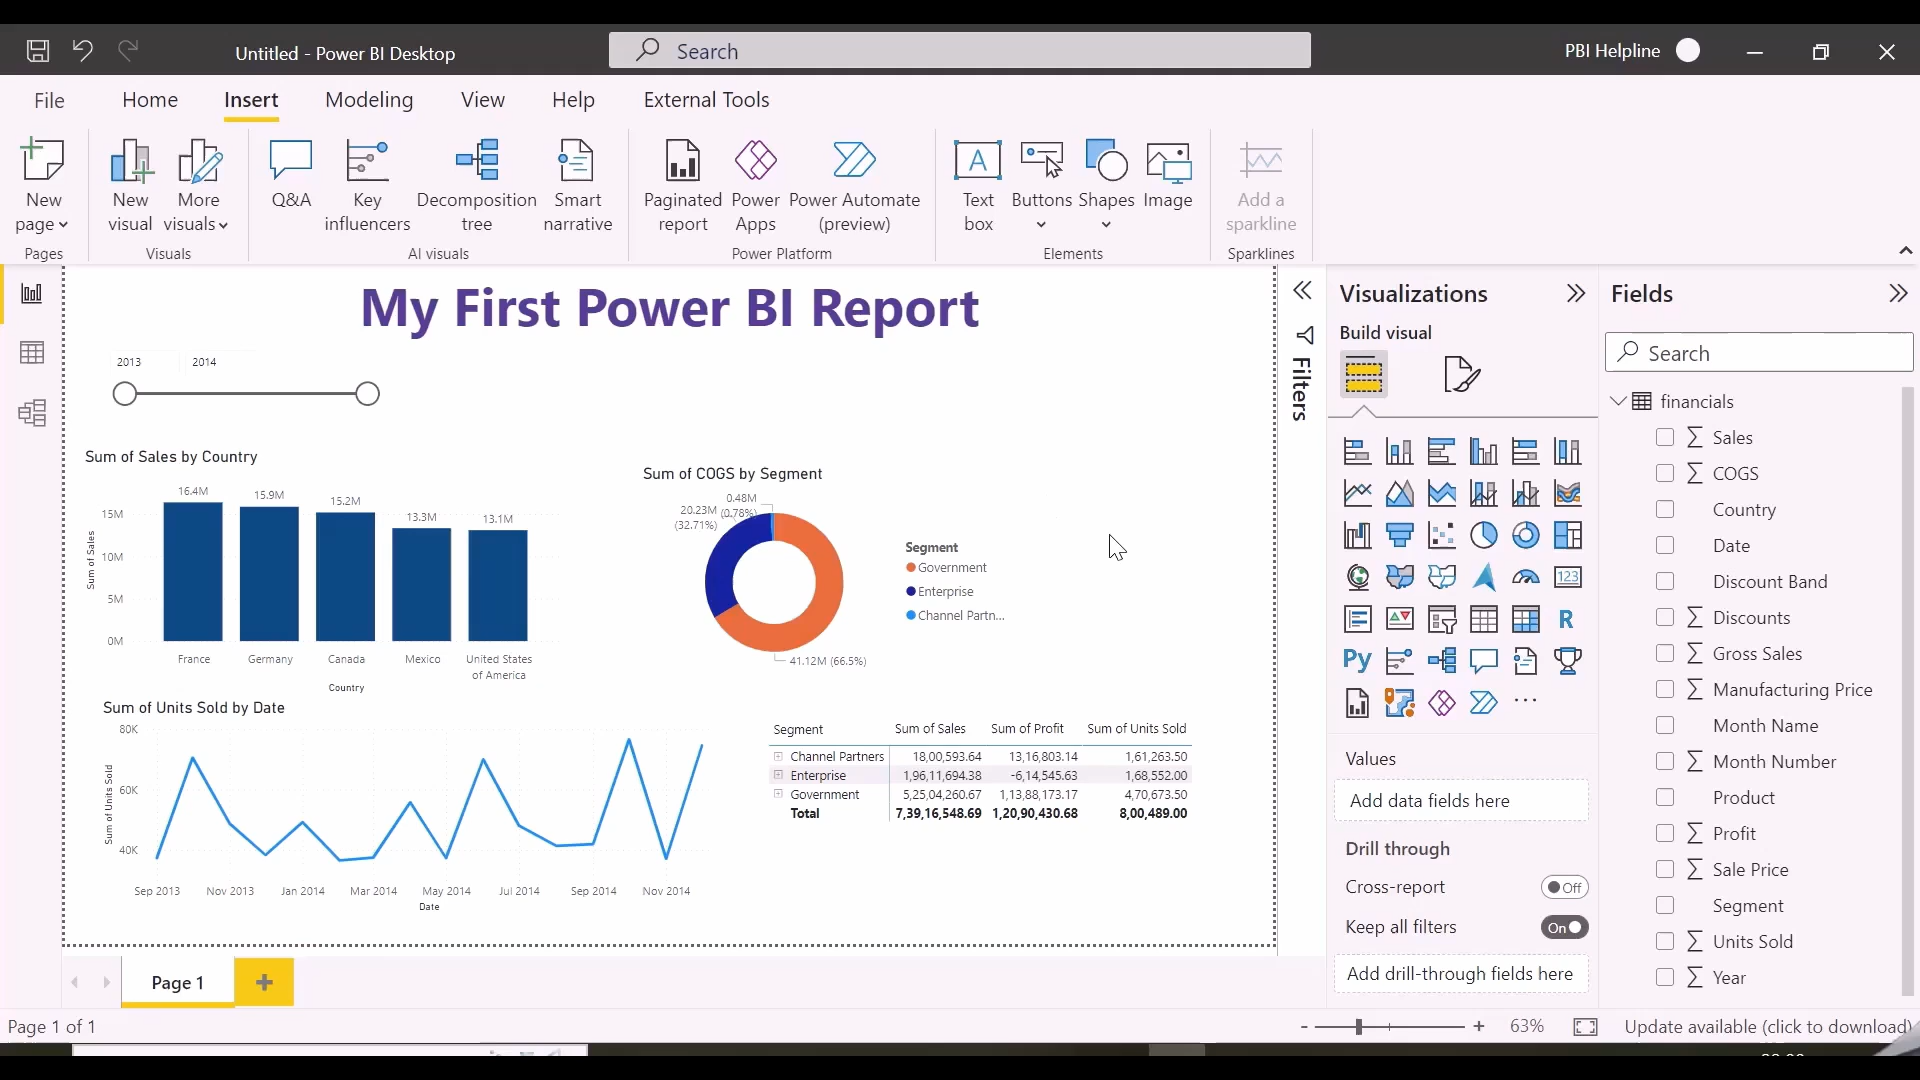 Untitled - Power BI Desktop
Search
PBI Helpline
File
Home
Insert
Modeling
View
Help
External Tools
New page
New visual
More visuals
Q&A
Key influencers
Decomposition tree
Smart narrative
Paginated report
Power Apps
Power Automate (preview)
Text box
Buttons
Shapes
Image
Add a sparkline
Pages
Visuals
AI visuals
Power Platform
Elements
Sparklines
My First Power BI Report
2013
2014
Sum of Sales by Country
16.4M
15.9M
15.2M
13.3M
13.1M
15M
10M
5M
0M
Sum of Sales
France
Germany
Canada
Mexico
United States of America
Country
Sum of COGS by Segment
0.48M (0.78%)
20.23M (32.71%)
41.12M (66.5%)
Segment
Government
Enterprise
Channel Partn...
Sum of Units Sold by Date
80K
60K
40K
Sum of Units Sold
Sep 2013
Nov 2013
Jan 2014
Mar 2014
May 2014
Jul 2014
Sep 2014
Nov 2014
Date
Segment Sum of Sales Sum of Profit Sum of Units Sold
Channel Partners 18,00,593.64 13,16,803.14 1,61,263.50
Enterprise 1,96,11,694.38 -6,14,545.63 1,68,552.00
Government 5,25,04,260.67 1,13,88,173.17 4,70,673.50
Total 7,39,16,548.69 1,20,90,430.68 8,00,489.00
Filters
Visualizations
Build visual
123
R
Py
...
Values
Add data fields here
Drill through
Cross-report
Off
Keep all filters
On
Add drill-through fields here
Fields
Search
financials
Sales
COGS
Country
Date
Discount Band
Discounts
Gross Sales
Manufacturing Price
Month Name
Month Number
Product
Profit
Sale Price
Segment
Units Sold
Year
Page 1
+
Page 1 of 1
- + 63%
Update available (click to download)